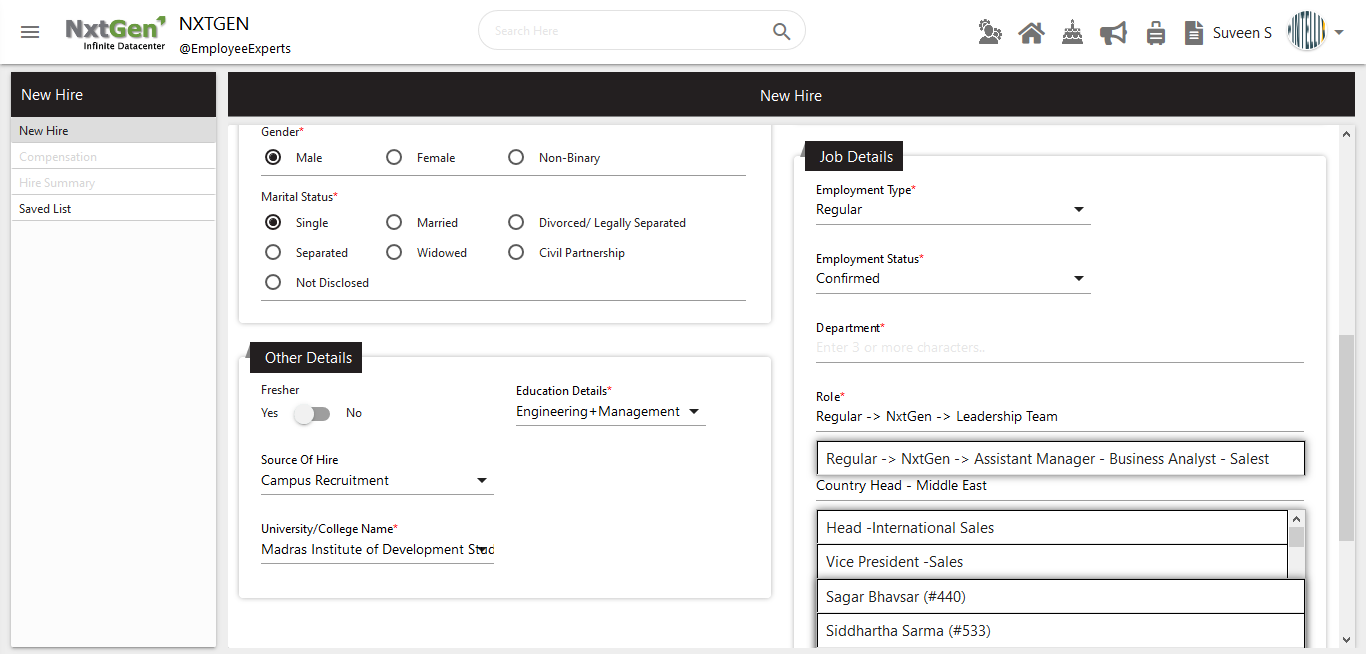 NxtGen
Infinite Datacenter
NXTGEN
@EmployeeExperts
Search Here
Suveen S
INTELI
New Hire
New Hire
Compensation
Hire Summary
Saved List
New Hire
Gender*
Male
Female
Non-Binary
Marital Status*
Single
Married
Divorced/ Legally Separated
Separated
Widowed
Civil Partnership
Not Disclosed
Other Details
Fresher
Yes
No
Education Details*
Engineering+Management
Source Of Hire
Campus Recruitment
University/College Name*
Madras Institute of Development Stud
Job Details
Employment Type*
Regular
Employment Status*
Confirmed
Department*
Enter 3 or more characters..
Role*
Regular -> NxtGen -> Leadership Team
Regular -> NxtGen -> Assistant Manager - Business Analyst - Salest
Country Head - Middle East
Head -International Sales
Vice President -Sales
Sagar Bhavsar (#440)
Siddhartha Sarma (#533)